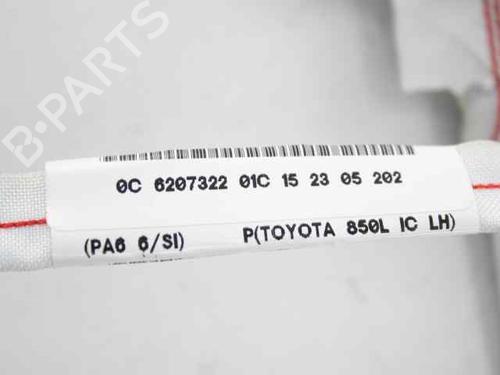 B·PARTS
0C 6207322 01C 15 23 05 202
(PA6 6/SI) P(TOYOTA 850L IC LH)